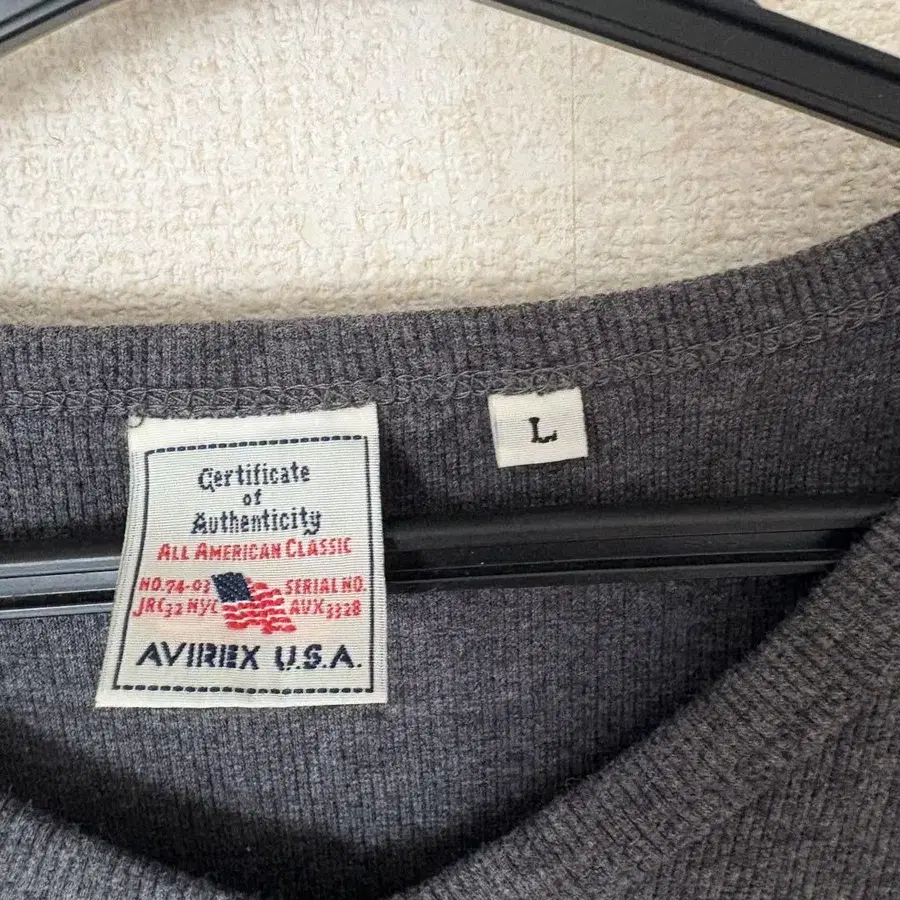 Certificate
of
Authenticity
ALL AMERICAN CLASSIC
NO.74-03 SERIAL NO.
JRC32 NYC AVX3328
AVIREX U.S.A.
L